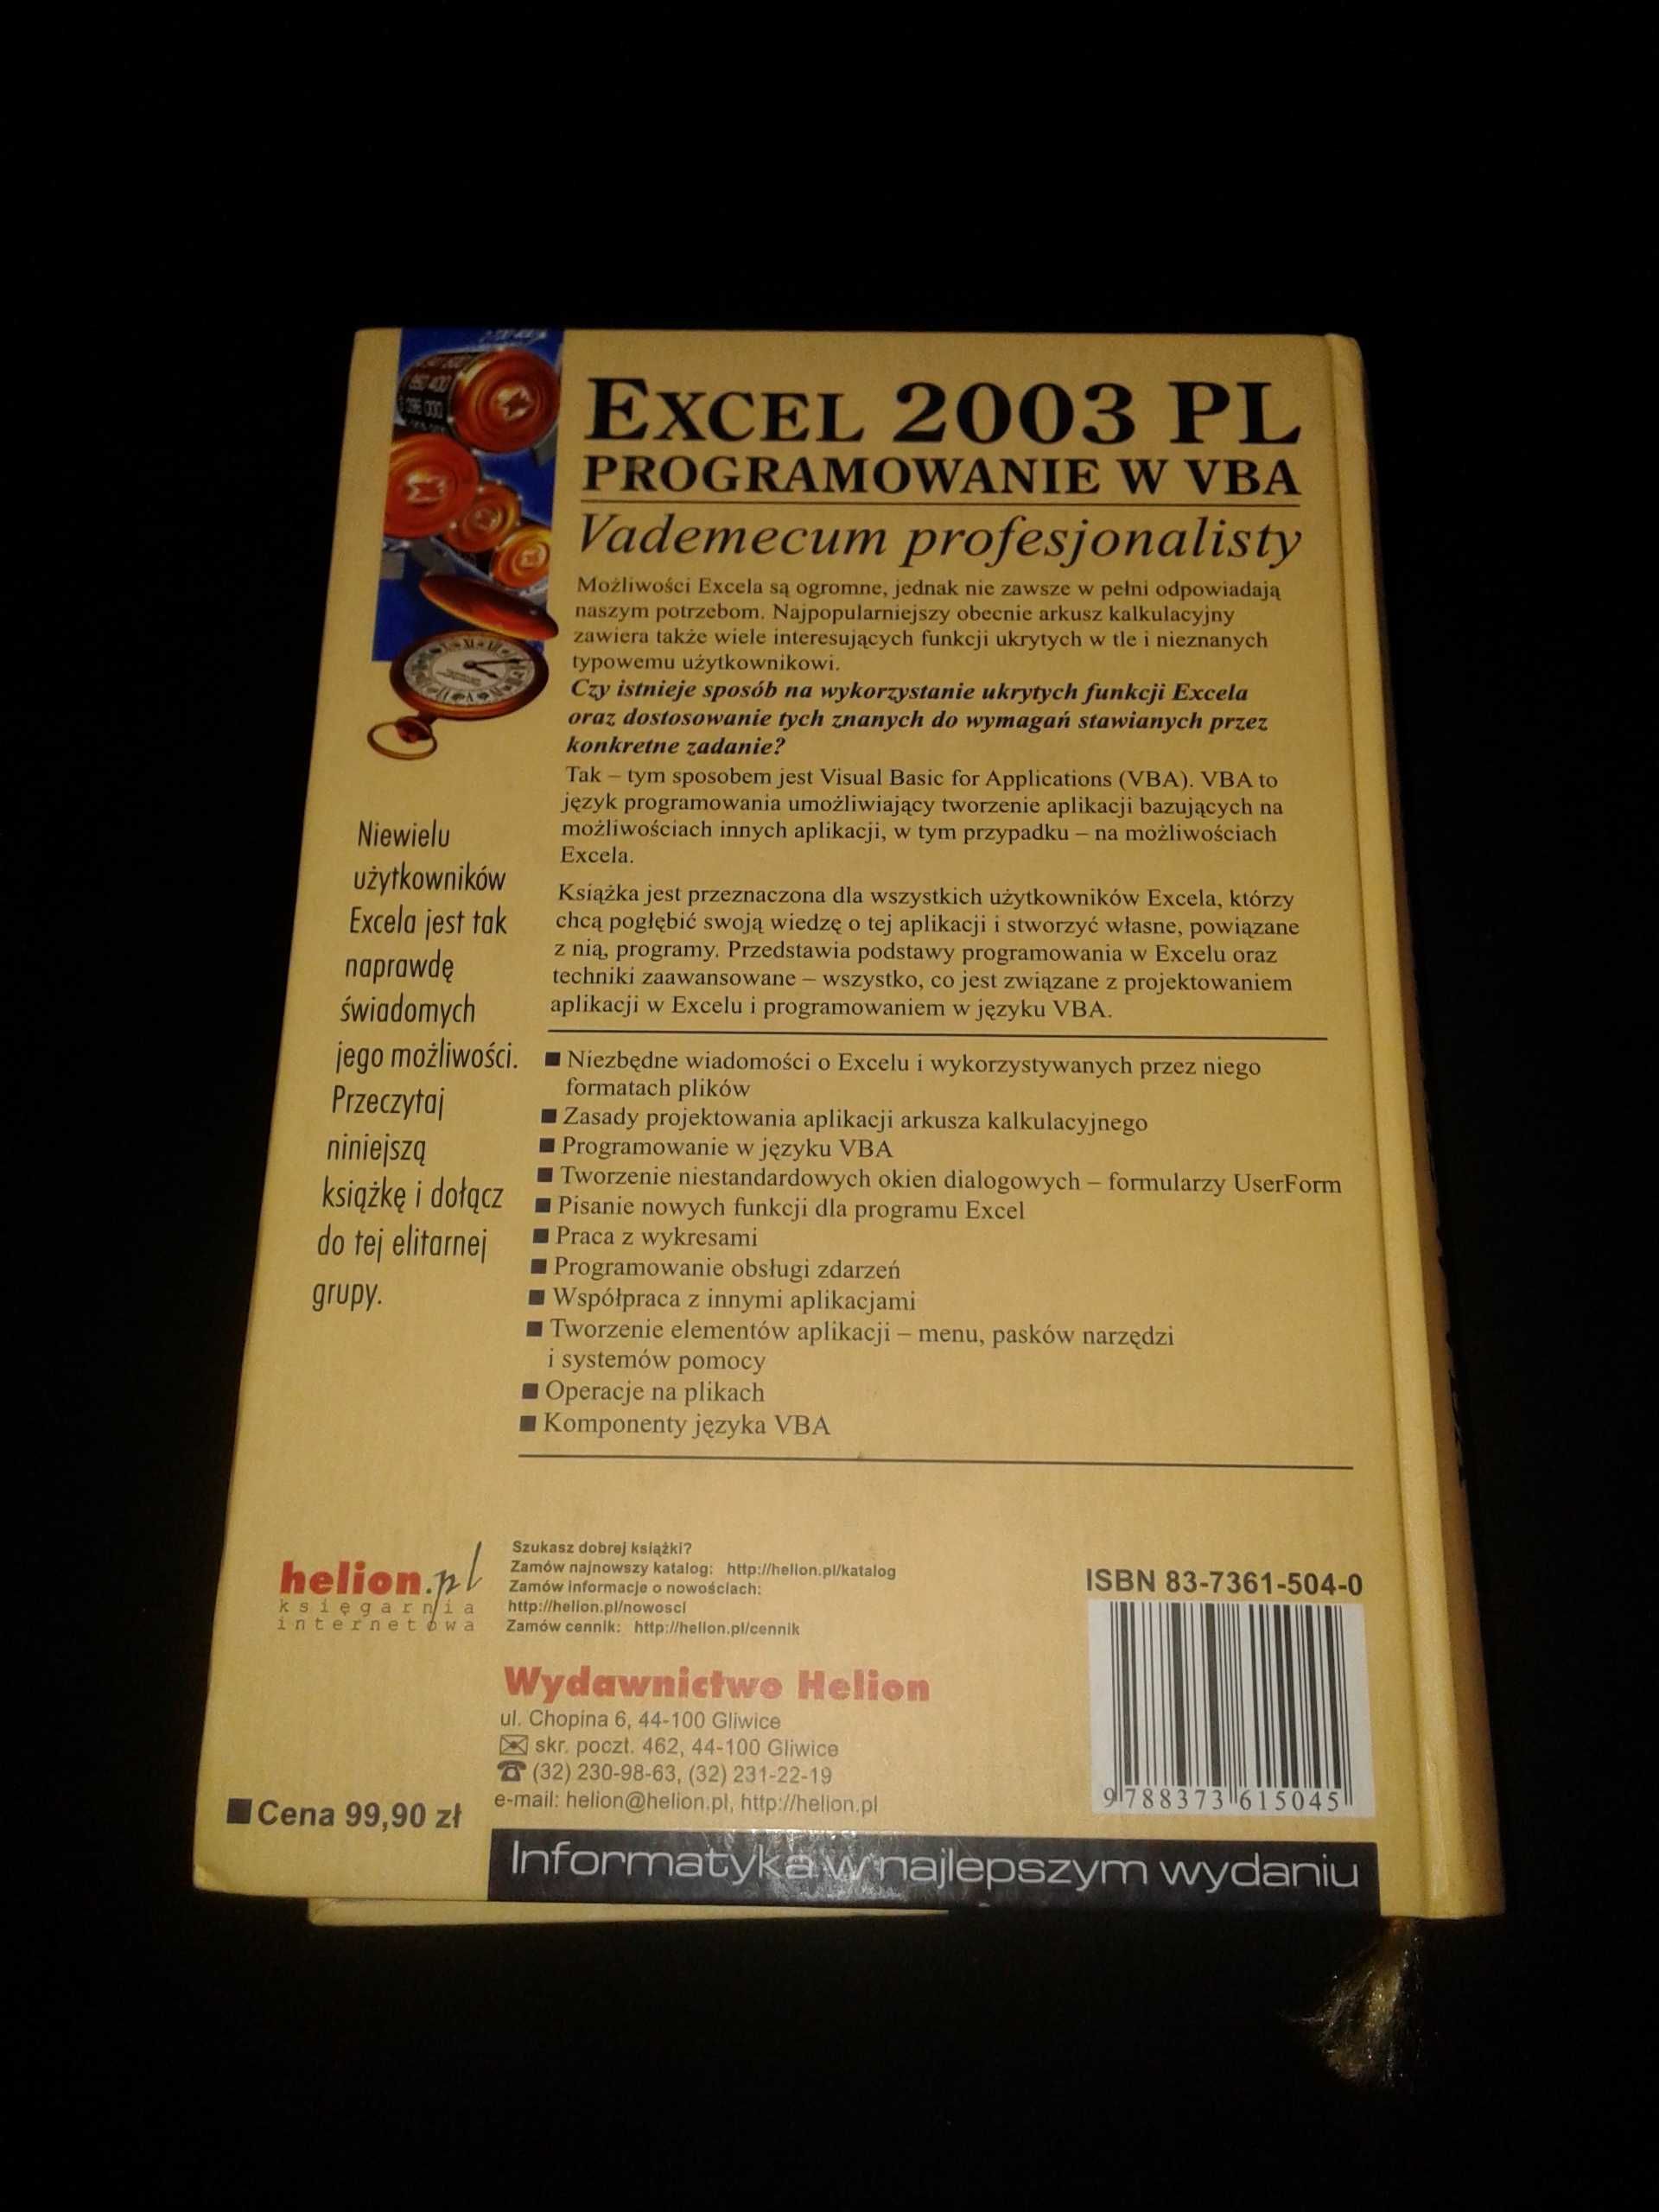 EXCEL 2003 PL
PROGRAMOWANIE W VBA
Vademecum profesjonalisty
Możliwości Excela są ogromne, jednak nie zawsze w pełni odpowiadają
naszym potrzebom. Najpopularniejszy obecnie arkusz kalkulacyjny
zawiera także wiele interesujących funkcji ukrytych w tle i nieznanych
typowemu użytkownikowi.
Czy istnieje sposób na wykorzystanie ukrytych funkcji Excela
oraz dostosowanie tych znanych do wymagań stawianych przez
konkretne zadanie?
Tak – tym sposobem jest Visual Basic for Applications (VBA). VBA to
język programowania umożliwiający tworzenie aplikacji bazujących na
możliwościach innych aplikacji, w tym przypadku – na możliwościach
Excela.
Książka jest przeznaczona dla wszystkich użytkowników Excela, którzy
chcą pogłębić swoją wiedzę o tej aplikacji i stworzyć własne, powiązane
z nią, programy. Przedstawia podstawy programowania w Excelu oraz
techniki zaawansowane – wszystko, co jest związane z projektowaniem
aplikacji w Excelu i programowaniem w języku VBA.
Niewielu
użytkowników
Excela jest tak
naprawdę
świadomych
jego możliwości.
Przeczytaj
niniejszą
książkę i dołącz
do tej elitarnej
grupy.
■ Niezbędne wiadomości o Excelu i wykorzystywanych przez niego
formatach plików
■ Zasady projektowania aplikacji arkusza kalkulacyjnego
■ Programowanie w języku VBA
■ Tworzenie niestandardowych okien dialogowych – formularzy UserForm
■ Pisanie nowych funkcji dla programu Excel
■ Praca z wykresami
■ Programowanie obsługi zdarzeń
■ Współpraca z innymi aplikacjami
■ Tworzenie elementów aplikacji – menu, pasków narzędzi
i systemów pomocy
■ Operacje na plikach
■ Komponenty języka VBA
helion.pl
księgarnia
internetowa
Szukasz dobrej książki?
Zamów najnowszy katalog: http://helion.pl/katalog
Zamów informacje o nowościach:
http://helion.pl/nowosci
Zamów cennik: http://helion.pl/cennik
Wydawnictwo Helion
ul. Chopina 6, 44-100 Gliwice
skr. poczt. 462, 44-100 Gliwice
(32) 230-98-63, (32) 231-22-19
e-mail: helion@helion.pl, http://helion.pl
ISBN 83-7361-504-0
9 788373 615045
■ Cena 99,90 zł
Informatyka w najlepszym wydaniu